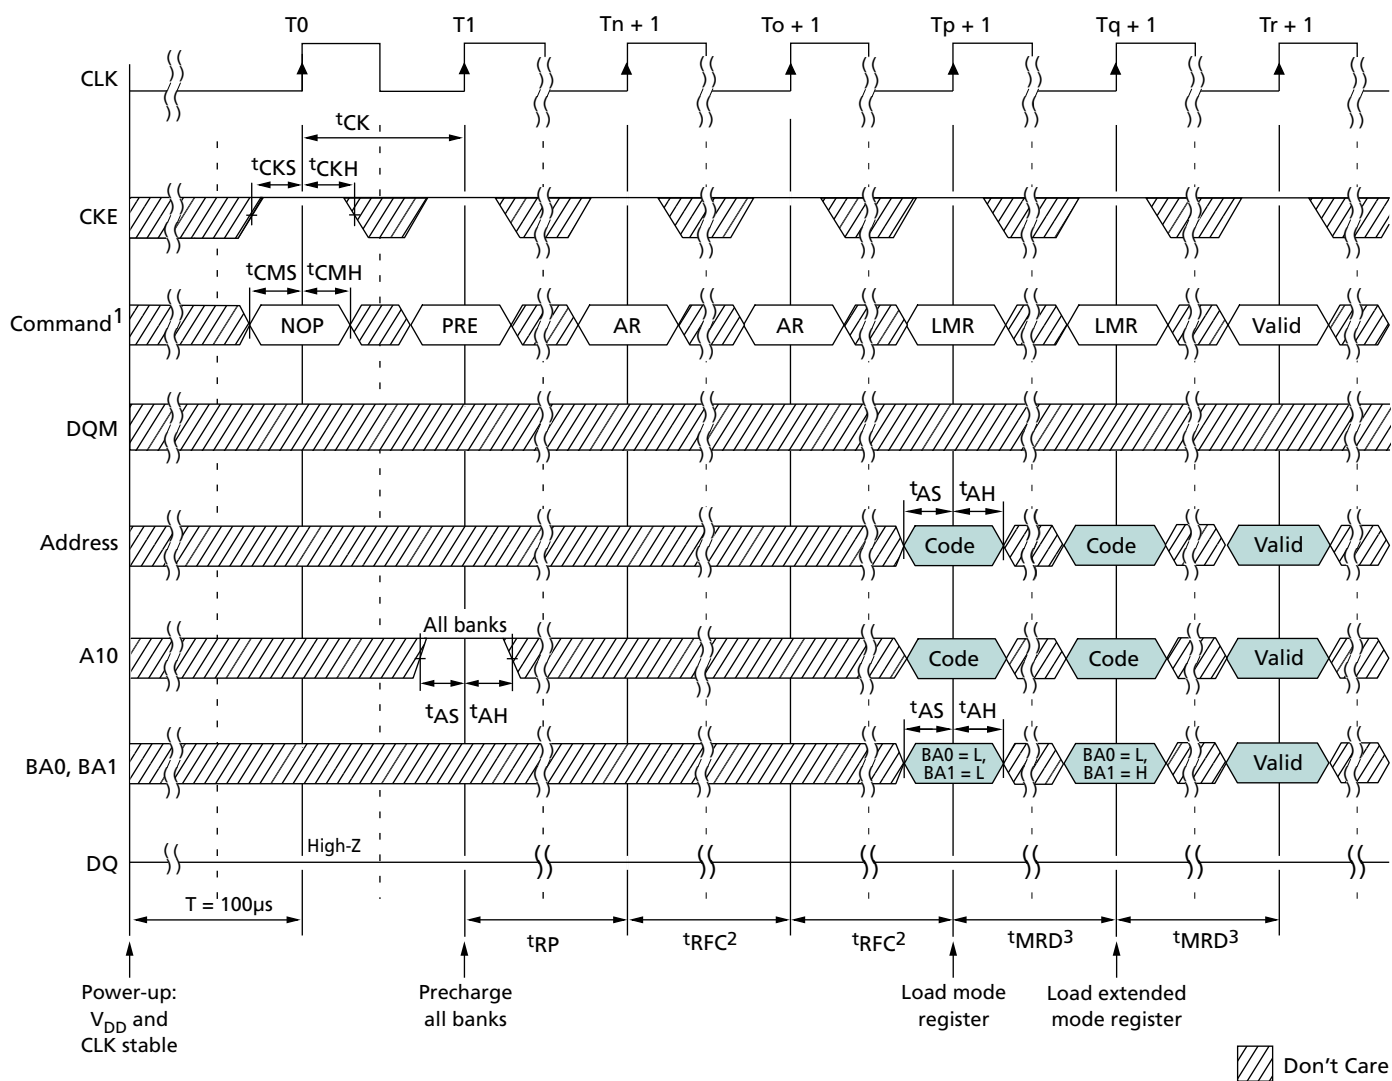 T0 T1 Tn + 1 To + 1 Tp + 1 Tq + 1 Tr + 1
CLK
tCK
tCKS tCKH
CKE
tCMS tCMH
Command1 NOP PRE AR AR LMR LMR Valid
DQM
tAS tAH
Address Code Code Valid
All banks
A10 Code Code Valid
tAS tAH tAS tAH
BA0, BA1 BA0 = L, BA1 = L BA0 = L, BA1 = H Valid
High-Z
DQ
T = 100µs
tRP tRFC2 tRFC2 tMRD3 tMRD3
Power-up:
VDD and
CLK stable
Precharge
all banks
Load mode
register
Load extended
mode register
Don't Care